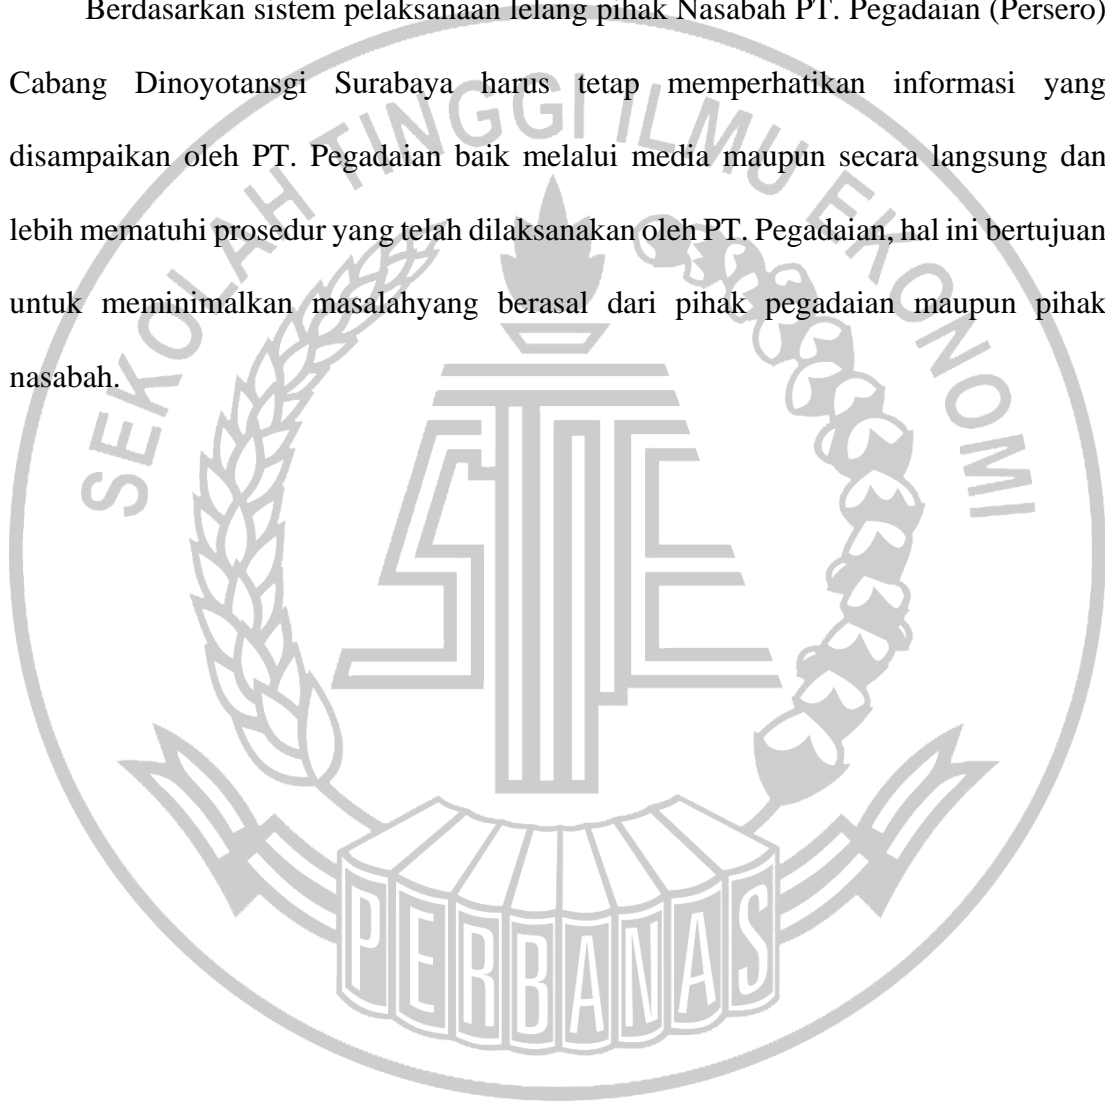 Berdasarkan sistem pelaksanaan lelang pihak Nasabah PT. Pegadaian (Persero)
Cabang Dinoyotansgi Surabaya harus tetap memperhatikan informasi yang
disampaikan oleh PT. Pegadaian baik melalui media maupun secara langsung dan
lebih mematuhi prosedur yang telah dilaksanakan oleh PT. Pegadaian, hal ini bertujuan
untuk meminimalkan masalahyang berasal dari pihak pegadaian maupun pihak
nasabah.
SEKOLAH TINGGI ILMU EKONOMI
STIE
PERBANAS